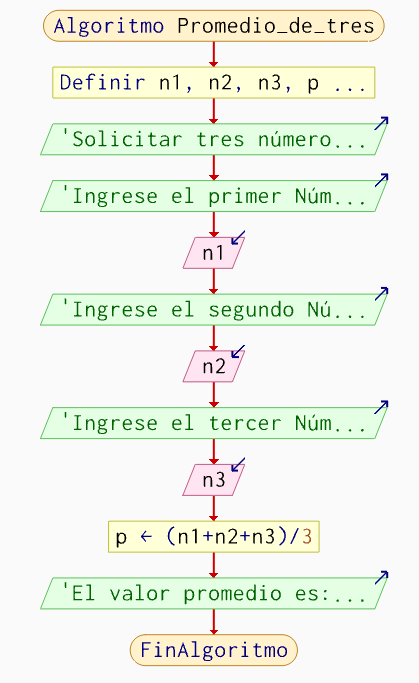 Algoritmo Promedio_de_tres
Definir n1, n2, n3, p ...
'Solicitar tres número...
'Ingrese el primer Núm...
n1
'Ingrese el segundo Nú...
n2
'Ingrese el tercer Núm...
n3
p ← (n1+n2+n3)/3
'El valor promedio es:...
FinAlgoritmo